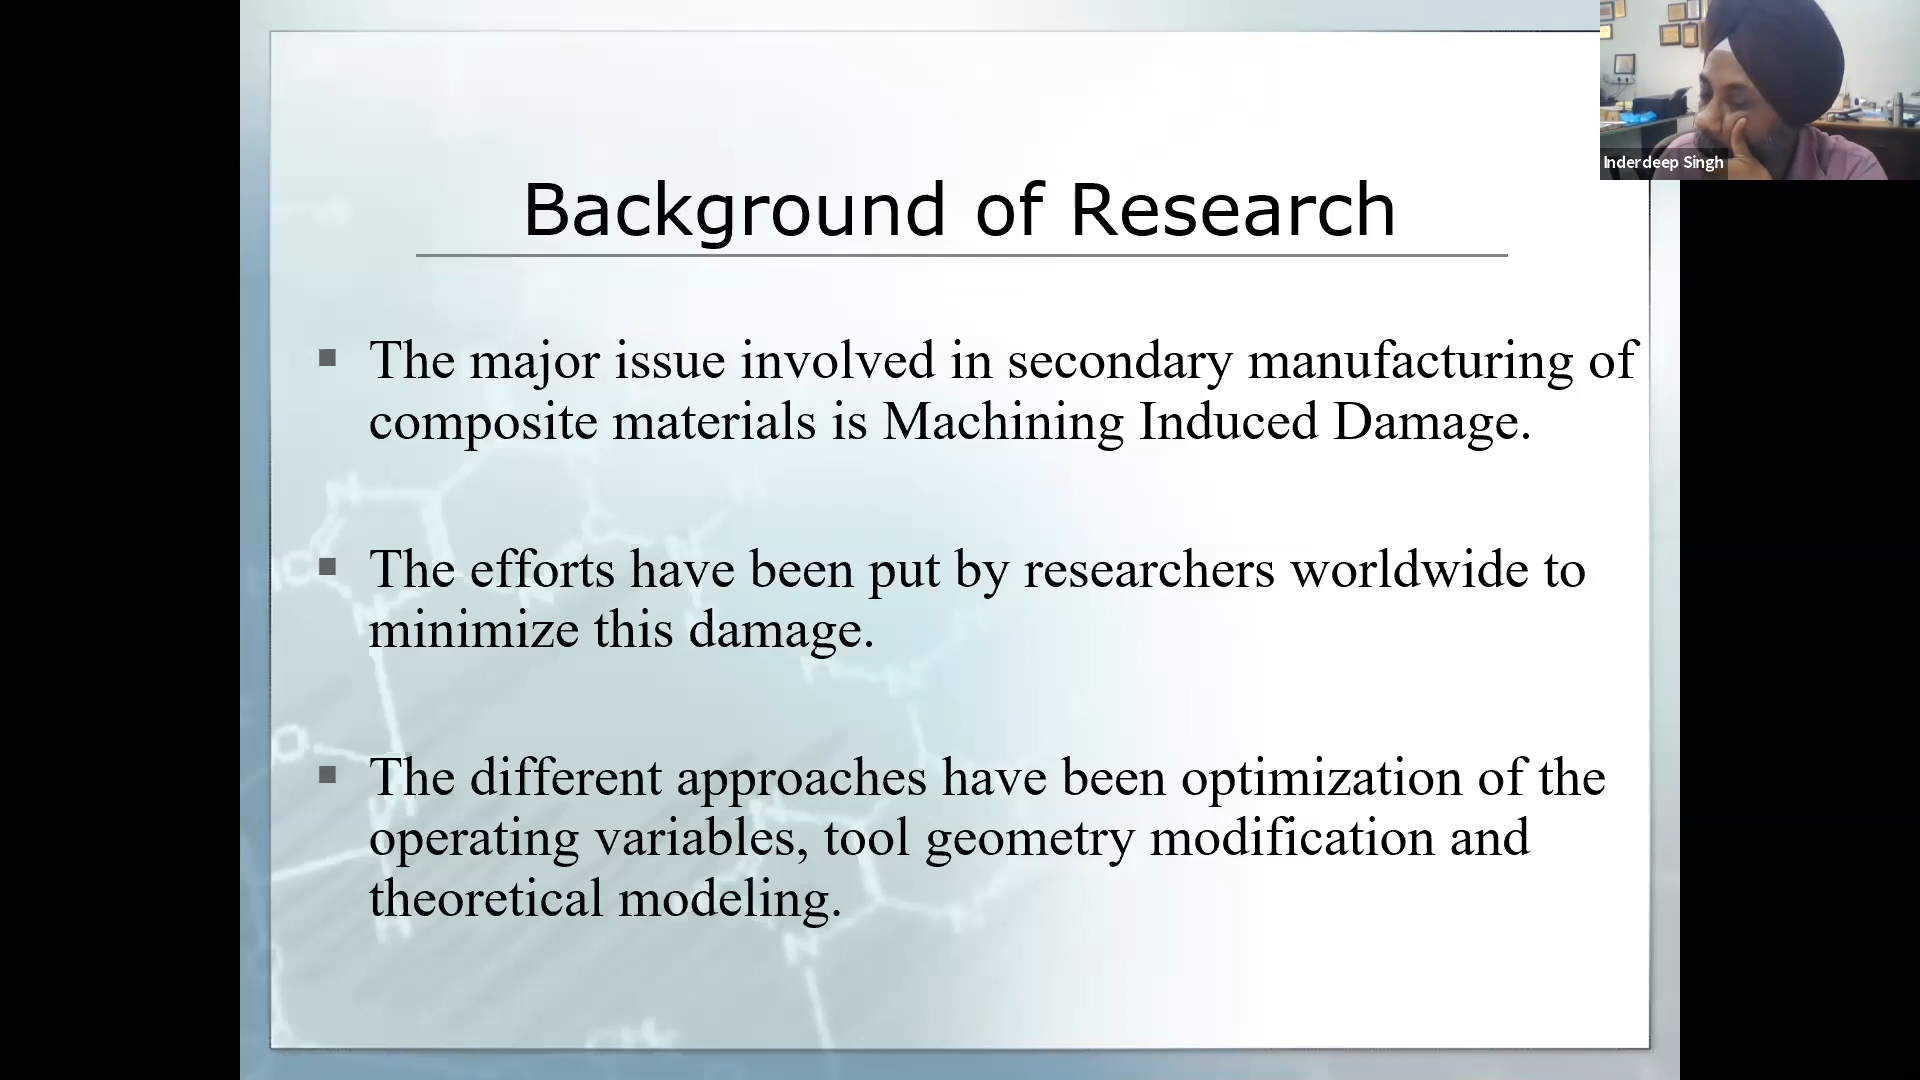 Inderdeep Singh
Background of Research
The major issue involved in secondary manufacturing of
composite materials is Machining Induced Damage.
The efforts have been put by researchers worldwide to
minimize this damage.
The different approaches have been optimization of the
operating variables, tool geometry modification and
theoretical modeling.